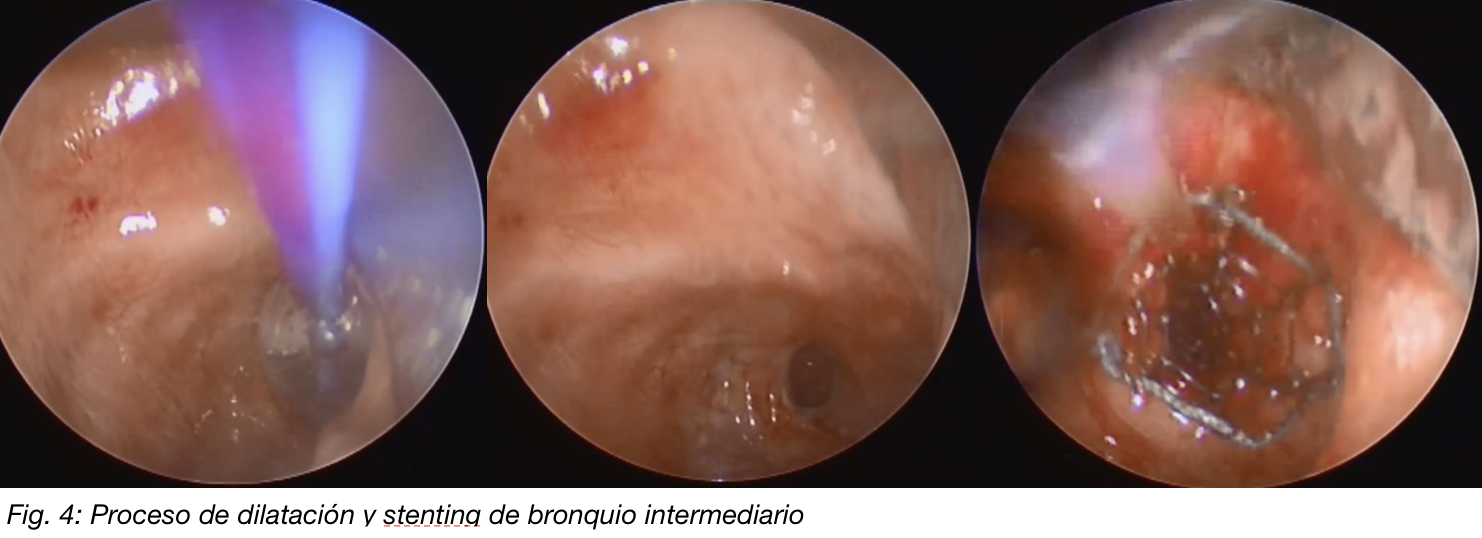 Fig. 4: Proceso de dilatación y stenting de bronquio intermediario